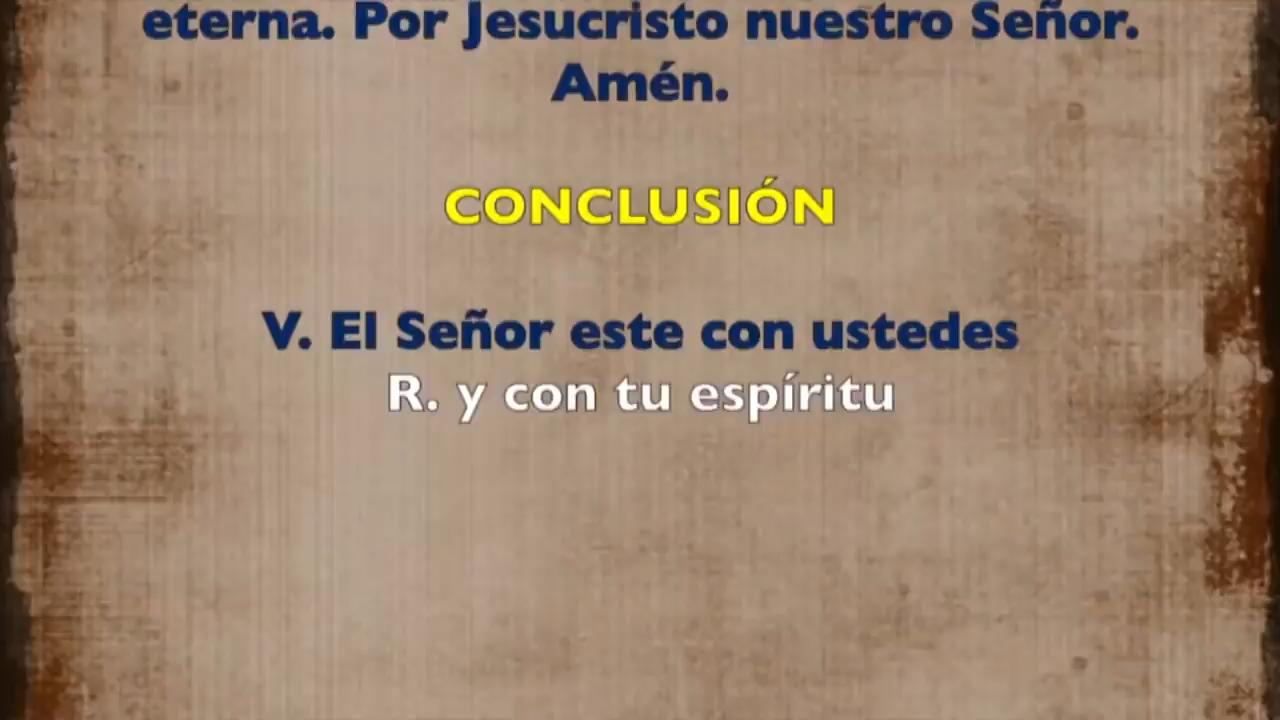 eterna. Por Jesucristo nuestro Señor.
Amén.
CONCLUSIÓN
V. El Señor este con ustedes
R. y con tu espíritu